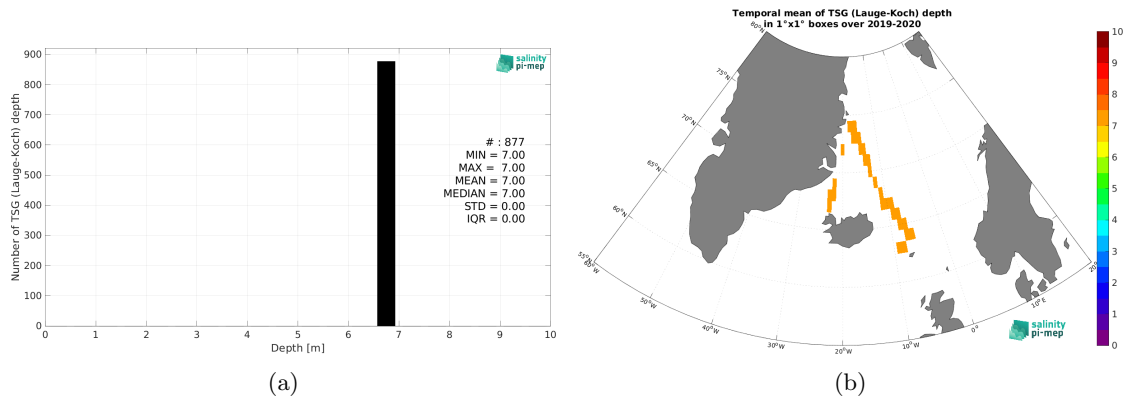 900
800
700
600
500
400
300
200
100
0
Number of TSG (Lauge-Koch) depth
salinity
pi-mep
# : 877
MIN = 7.00
MAX = 7.00
MEAN = 7.00
MEDIAN = 7.00
STD = 0.00
IQR = 0.00
0 1 2 3 4 5 6 7 8 9 10
Depth [m]
(a)
Temporal mean of TSG (Lauge-Koch) depth
in 1°x1° boxes over 2019-2020
80°N
75°N
70°N
65°N
60°N
55°N
60°W
50°W
40°W
30°W
20°W
10°W
0°
10°E
salinity
pi-mep
10
9
8
7
6
5
4
3
2
1
0
(b)